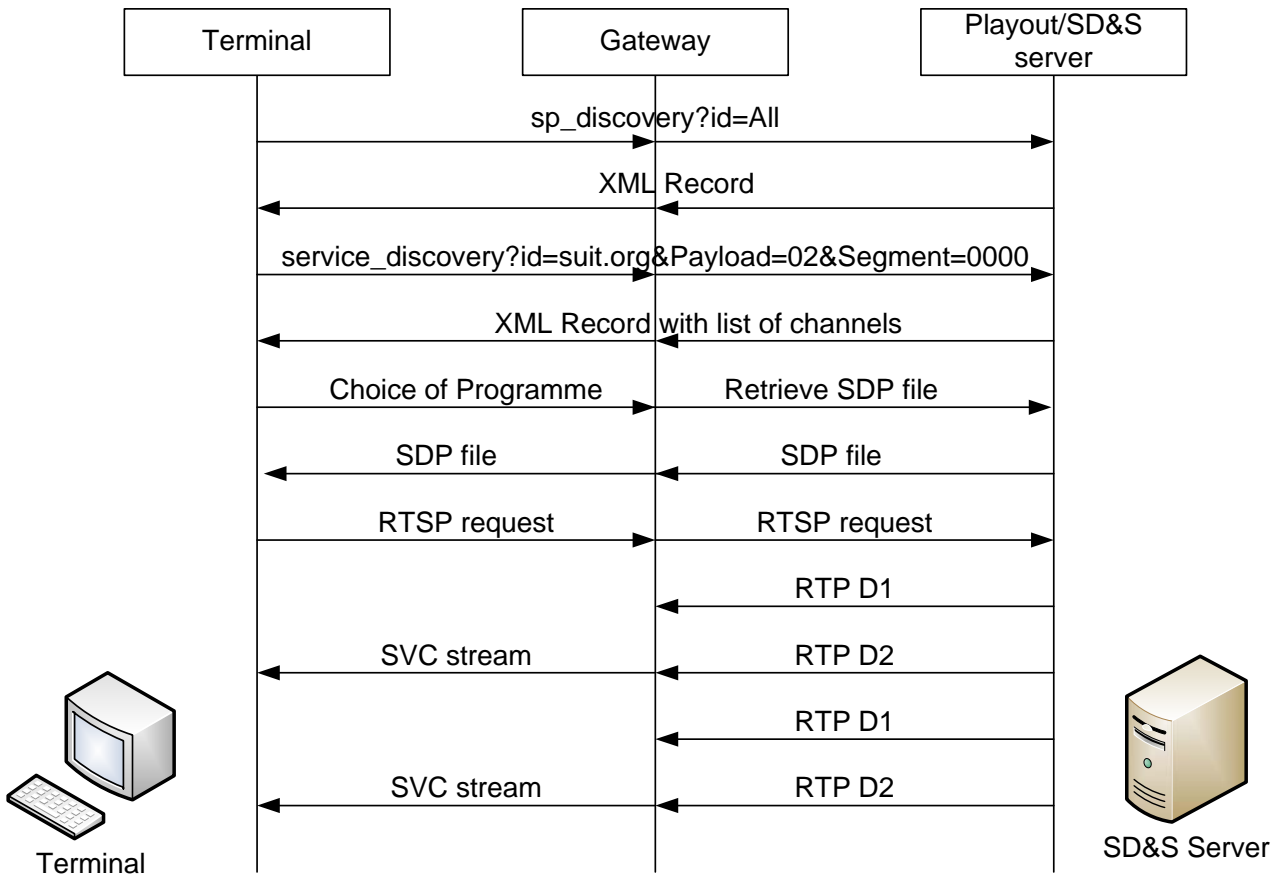 Terminal
Gateway
Playout/SD&S
server
sp_discovery?id=All
XML Record
service_discovery?id=suit.org&Payload=02&Segment=0000
XML Record with list of channels
Choice of Programme
Retrieve SDP file
SDP file
SDP file
RTSP request
RTSP request
RTP D1
SVC stream
RTP D2
RTP D1
SVC stream
RTP D2
Terminal
SD&S Server